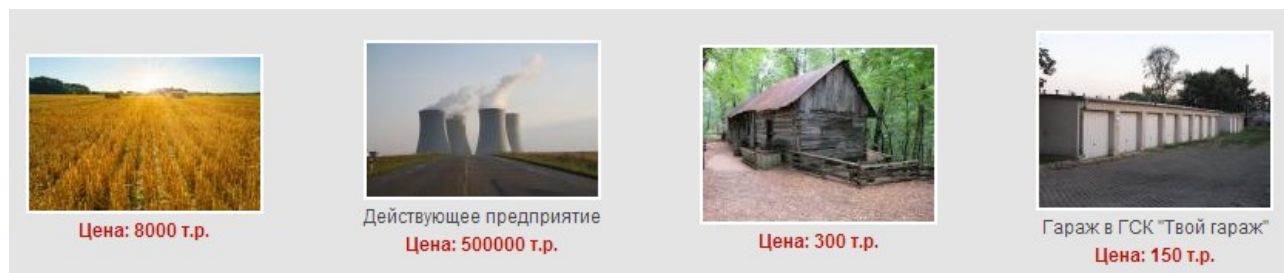 Цена: 8000 т.р.
Действующее предприятие
Цена: 500000 т.р.
Цена: 300 т.р.
Гараж в ГСК "Твой гараж"
Цена: 150 т.р.